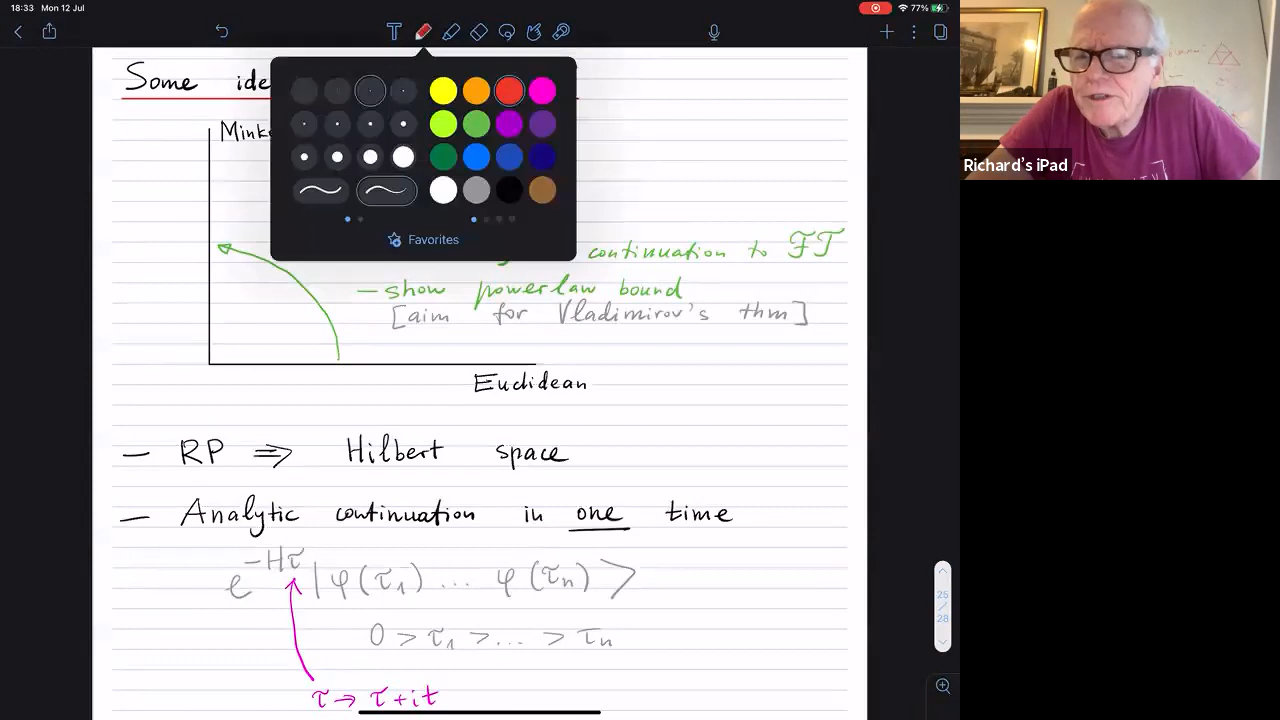 18:33 Mon 12 Jul
77%
Some ide
Mink
continuation to FT
— show powerlaw bound
[aim for Vladimirov's thm]
Favorites
Euclidean
— RP ⇒ Hilbert space
— Analytic continuation in one time
e^{-Hτ} |φ(τ₁) ... φ(τₙ)>
0 > τ₁ > ... > τₙ
τ → τ+it
25 / 28
Richard's iPad